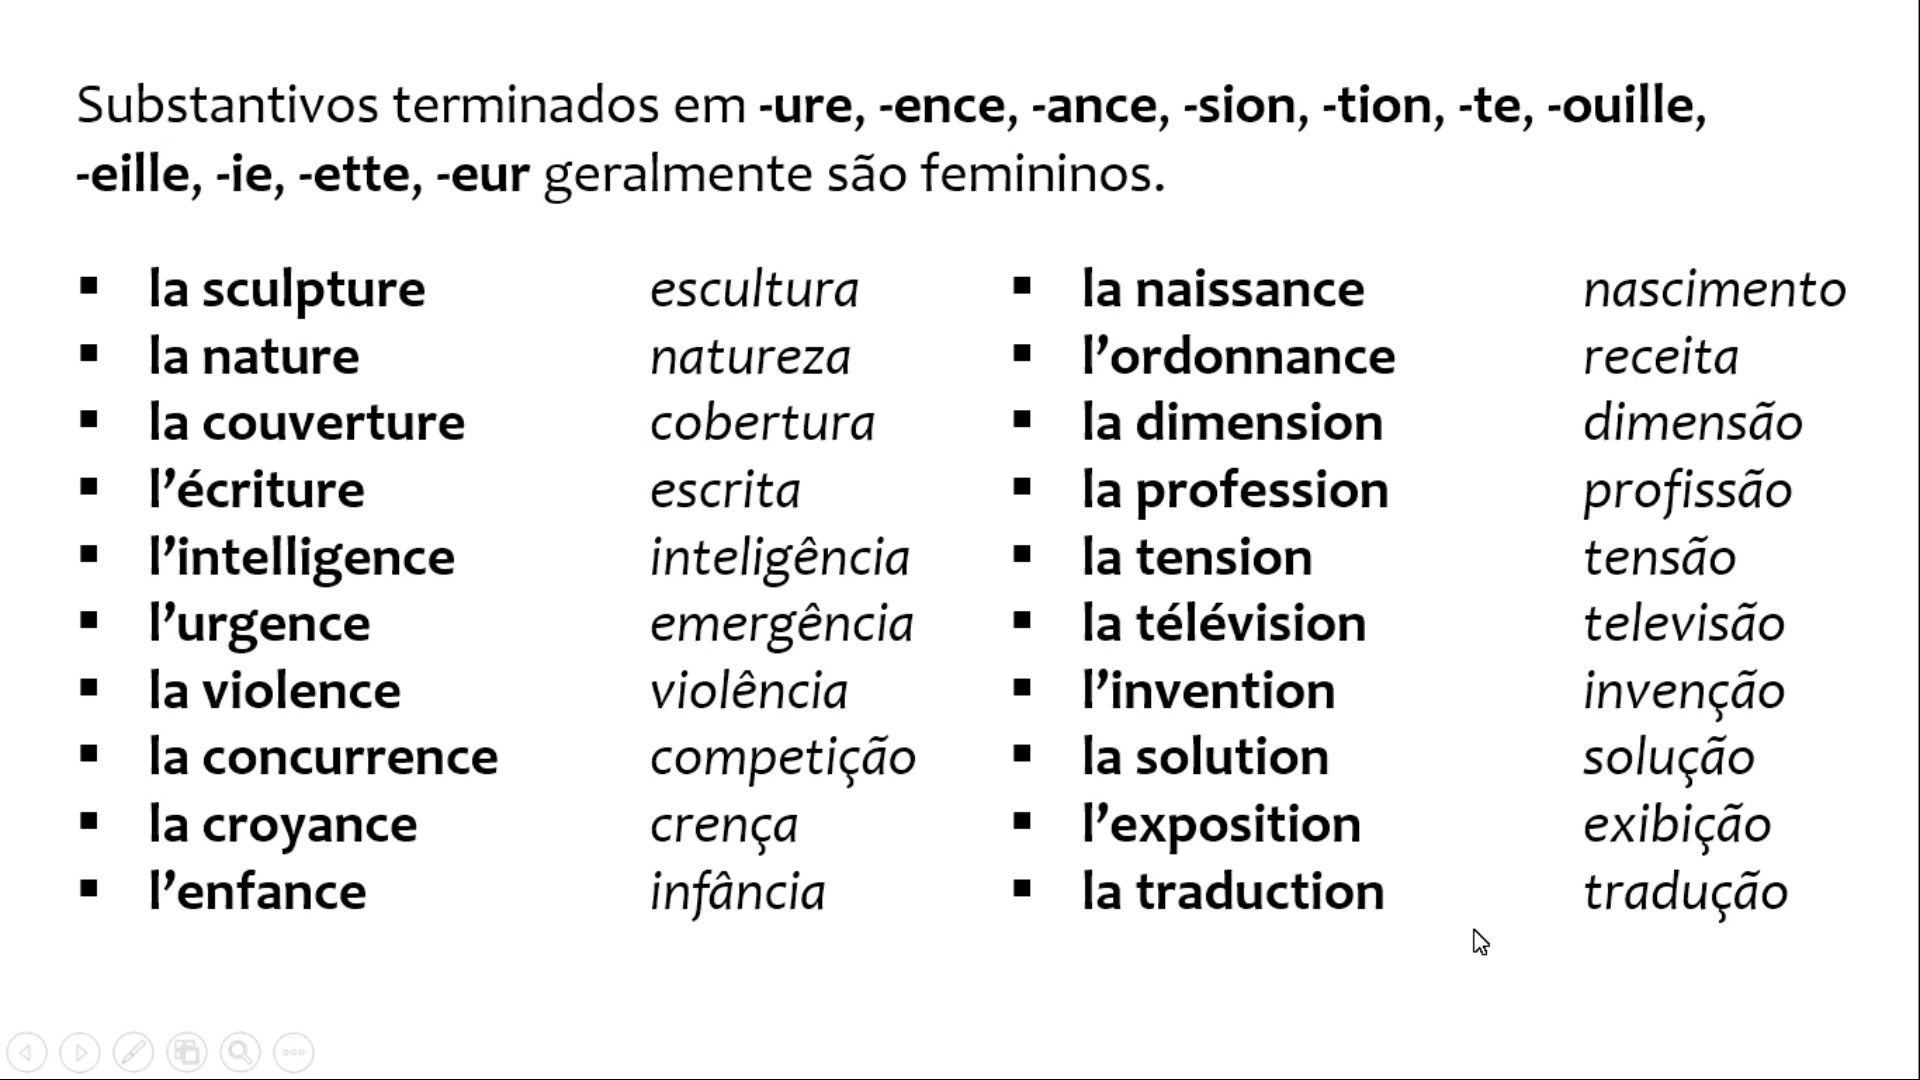 Substantivos terminados em -ure, -ence, -ance, -sion, -tion, -te, -ouille,
-eille, -ie, -ette, -eur geralmente são femininos.
▪ la sculpture escultura
▪ la nature natureza
▪ la couverture cobertura
▪ l’écriture escrita
▪ l’intelligence inteligência
▪ l’urgence emergência
▪ la violence violência
▪ la concurrence competição
▪ la croyance crença
▪ l’enfance infância
▪ la naissance nascimento
▪ l’ordonnance receita
▪ la dimension dimensão
▪ la profession profissão
▪ la tension tensão
▪ la télévision televisão
▪ l’invention invenção
▪ la solution solução
▪ l’exposition exibição
▪ la traduction tradução